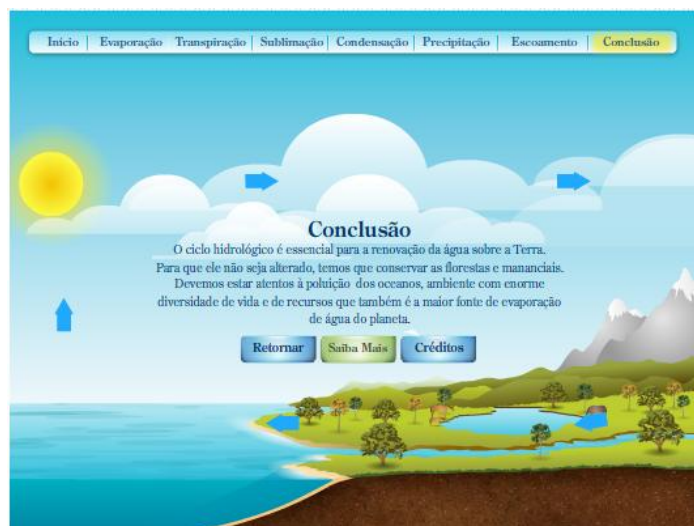 Início Evaporação Transpiração Sublimação Condensação Precipitação Escoamento Conclusão
Conclusão
O ciclo hidrológico é essencial para a renovação da água sobre a Terra.
Para que ele não seja alterado, temos que conservar as florestas e mananciais.
Devemos estar atentos à poluição dos oceanos, ambiente com enorme
diversidade de vida e de recursos que também é a maior fonte de evaporação
de água do planeta.
Retornar Saiba Mais Créditos